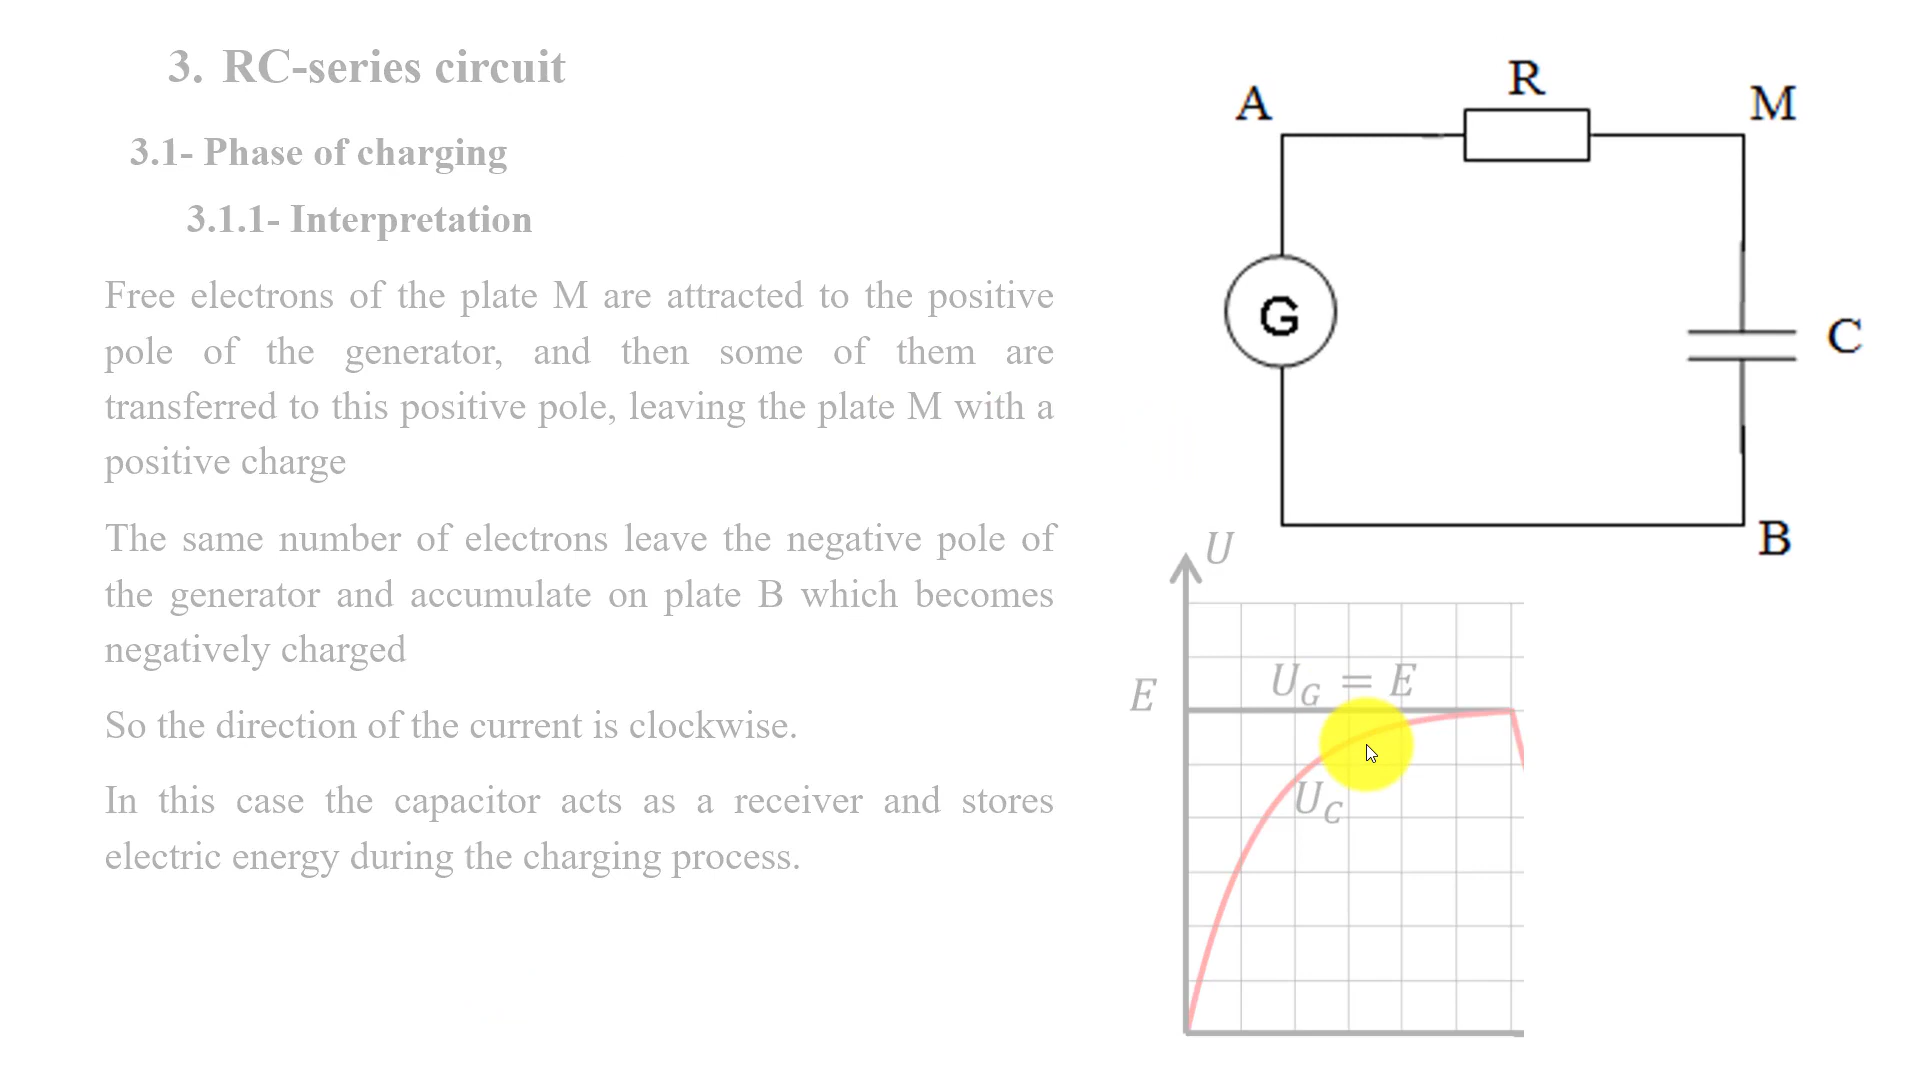 3. RC-series circuit
3.1- Phase of charging
3.1.1- Interpretation
Free electrons of the plate M are attracted to the positive
pole of the generator, and then some of them are
transferred to this positive pole, leaving the plate M with a
positive charge
The same number of electrons leave the negative pole of
the generator and accumulate on plate B which becomes
negatively charged
So the direction of the current is clockwise.
In this case the capacitor acts as a receiver and stores
electric energy during the charging process.
R
A
M
G
C
B
U
E
U_G = E
U_C